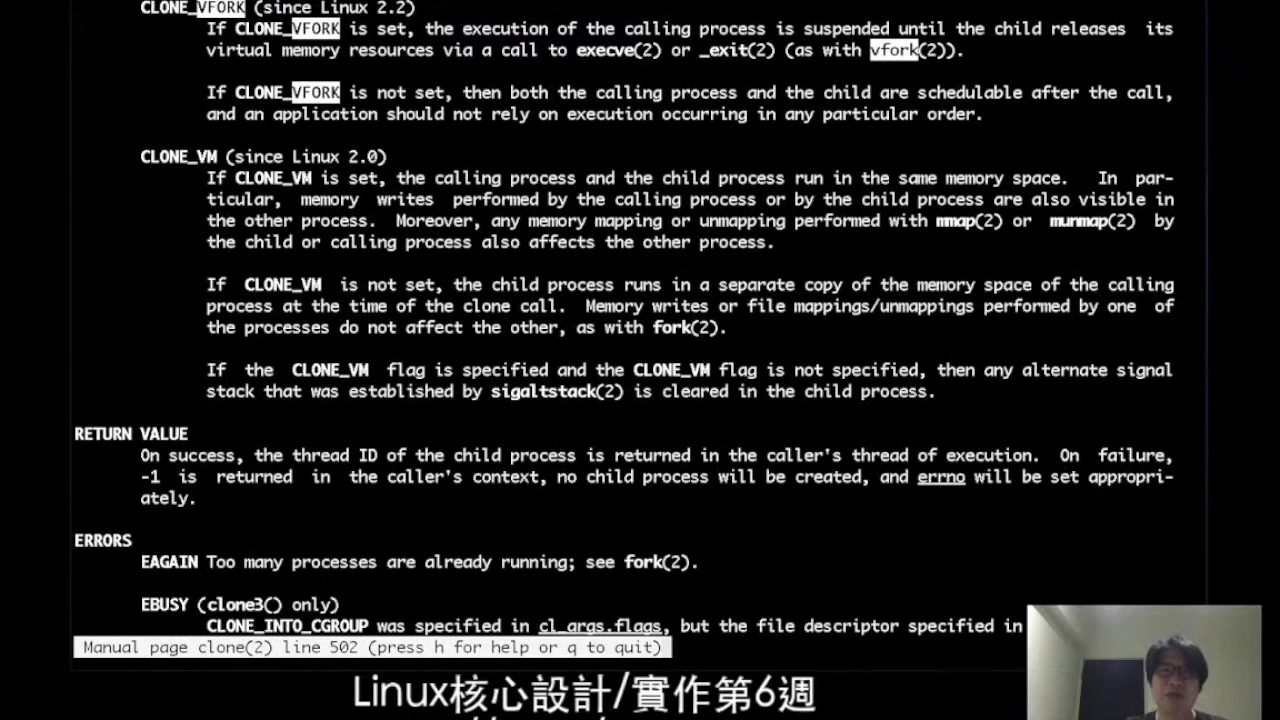 CLONE_VFORK (since Linux 2.2)
If CLONE_VFORK is set, the execution of the calling process is suspended until the child releases its
virtual memory resources via a call to execve(2) or _exit(2) (as with vfork(2)).
If CLONE_VFORK is not set, then both the calling process and the child are schedulable after the call,
and an application should not rely on execution occurring in any particular order.
CLONE_VM (since Linux 2.0)
If CLONE_VM is set, the calling process and the child process run in the same memory space. In par-
ticular, memory writes performed by the calling process or by the child process are also visible in
the other process. Moreover, any memory mapping or unmapping performed with mmap(2) or munmap(2) by
the child or calling process also affects the other process.
If CLONE_VM is not set, the child process runs in a separate copy of the memory space of the calling
process at the time of the clone call. Memory writes or file mappings/unmappings performed by one of
the processes do not affect the other, as with fork(2).
If the CLONE_VM flag is specified and the CLONE_VM flag is not specified, then any alternate signal
stack that was established by sigaltstack(2) is cleared in the child process.
RETURN VALUE
On success, the thread ID of the child process is returned in the caller's thread of execution. On failure,
-1 is returned in the caller's context, no child process will be created, and errno will be set appropri-
ately.
ERRORS
EAGAIN Too many processes are already running; see fork(2).
EBUSY (clone3() only)
CLONE_INTO_CGROUP was specified in cl_args.flags, but the file descriptor specified in
Manual page clone(2) line 502 (press h for help or q to quit)
Linux核心設計/實作第6週